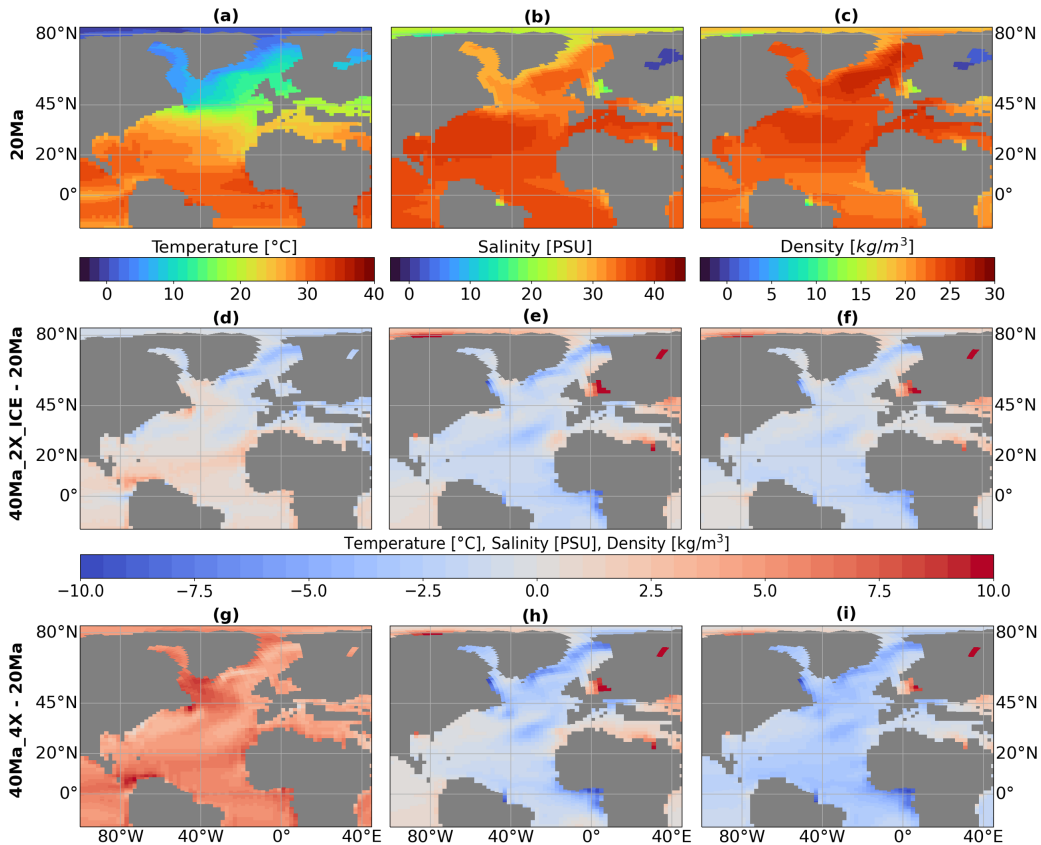 (a) (b) (c)
80°N 80°N
45°N 45°N
20°N 20°N
0° 0°
20Ma
Temperature [°C] Salinity [PSU] Density [kg/m³]
0 10 20 30 40 0 10 20 30 40 0 5 10 15 20 25 30
(d) (e) (f)
80°N 80°N
45°N 45°N
20°N 20°N
0° 0°
40Ma_2X_ICE - 20Ma
Temperature [°C], Salinity [PSU], Density [kg/m³]
−10.0 −7.5 −5.0 −2.5 0.0 2.5 5.0 7.5 10.0
(g) (h) (i)
80°N 80°N
45°N 45°N
20°N 20°N
0° 0°
40Ma_4X - 20Ma
80°W 40°W 0° 40°E 80°W 40°W 0° 40°E 80°W 40°W 0° 40°E